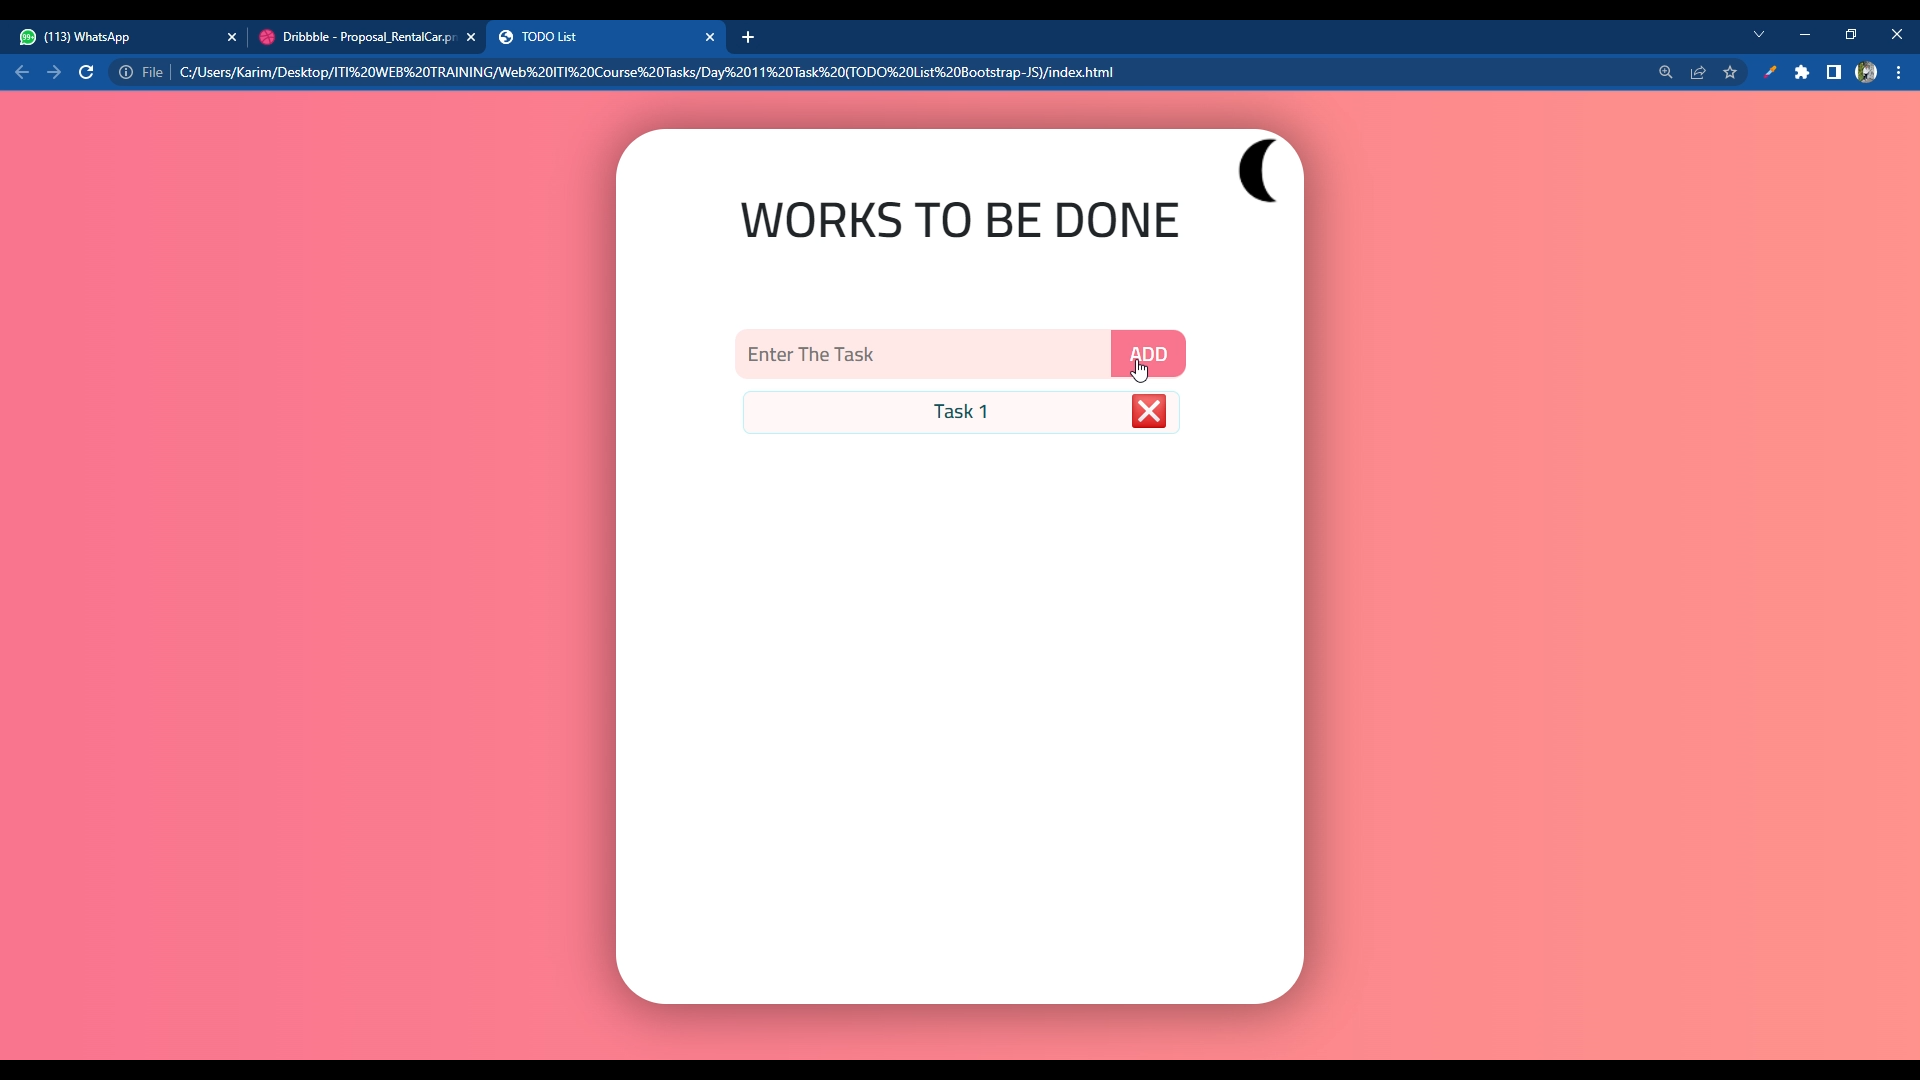 (113) WhatsApp
Dribbble - Proposal_RentalCar.pn
TODO List
File
C:/Users/Karim/Desktop/ITI%20WEB%20TRAINING/Web%20ITI%20Course%20Tasks/Day%2011%20Task%20(TODO%20List%20Bootstrap-JS)/index.html
WORKS TO BE DONE
Enter The Task
ADD
Task 1